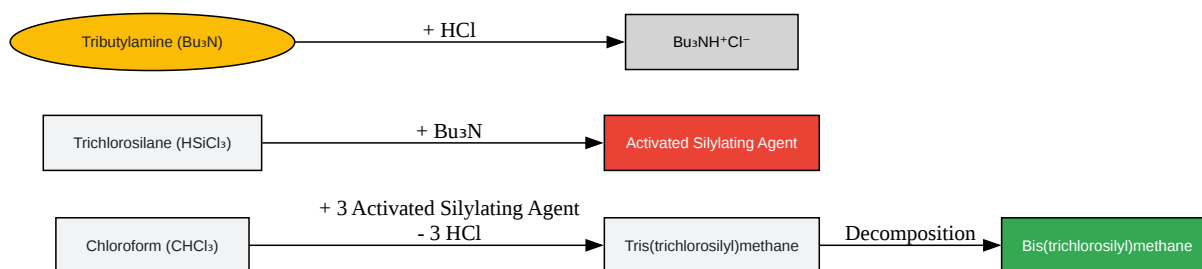 Tributylamine (Bu₃N)
+ HCl
Bu₃NH⁺Cl⁻
Trichlorosilane (HSiCl₃)
+ Bu₃N
Activated Silylating Agent
Chloroform (CHCl₃)
+ 3 Activated Silylating Agent
- 3 HCl
Tris(trichlorosilyl)methane
Decomposition
Bis(trichlorosilyl)methane